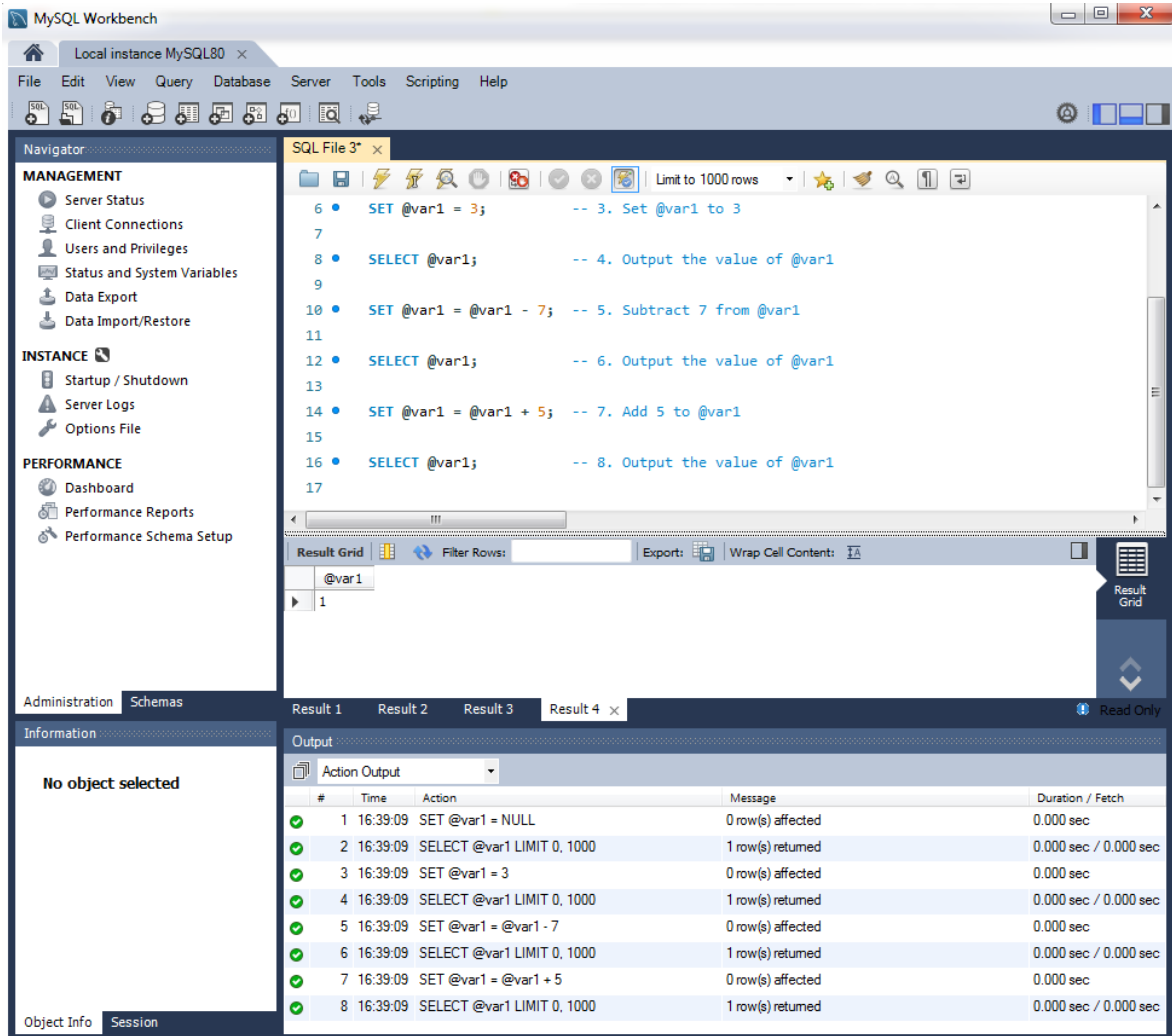 MySQL Workbench
Local instance MySQL80
File Edit View Query Database Server Tools Scripting Help
Navigator
MANAGEMENT
Server Status
Client Connections
Users and Privileges
Status and System Variables
Data Export
Data Import/Restore
INSTANCE
Startup / Shutdown
Server Logs
Options File
PERFORMANCE
Dashboard
Performance Reports
Performance Schema Setup
Administration Schemas
Information
No object selected
Object Info Session
SQL File 3*
Limit to 1000 rows
6 SET @var1 = 3; -- 3. Set @var1 to 3
7
8 SELECT @var1; -- 4. Output the value of @var1
9
10 SET @var1 = @var1 - 7; -- 5. Subtract 7 from @var1
11
12 SELECT @var1; -- 6. Output the value of @var1
13
14 SET @var1 = @var1 + 5; -- 7. Add 5 to @var1
15
16 SELECT @var1; -- 8. Output the value of @var1
17
Result Grid Filter Rows: Export: Wrap Cell Content: IA
@var1
1
Result
Grid
Result 1 Result 2 Result 3 Result 4 Read Only
Output
Action Output
# Time Action Message Duration / Fetch
1 16:39:09 SET @var1 = NULL 0 row(s) affected 0.000 sec
2 16:39:09 SELECT @var1 LIMIT 0, 1000 1 row(s) returned 0.000 sec / 0.000 sec
3 16:39:09 SET @var1 = 3 0 row(s) affected 0.000 sec
4 16:39:09 SELECT @var1 LIMIT 0, 1000 1 row(s) returned 0.000 sec / 0.000 sec
5 16:39:09 SET @var1 = @var1 - 7 0 row(s) affected 0.000 sec
6 16:39:09 SELECT @var1 LIMIT 0, 1000 1 row(s) returned 0.000 sec / 0.000 sec
7 16:39:09 SET @var1 = @var1 + 5 0 row(s) affected 0.000 sec
8 16:39:09 SELECT @var1 LIMIT 0, 1000 1 row(s) returned 0.000 sec / 0.000 sec